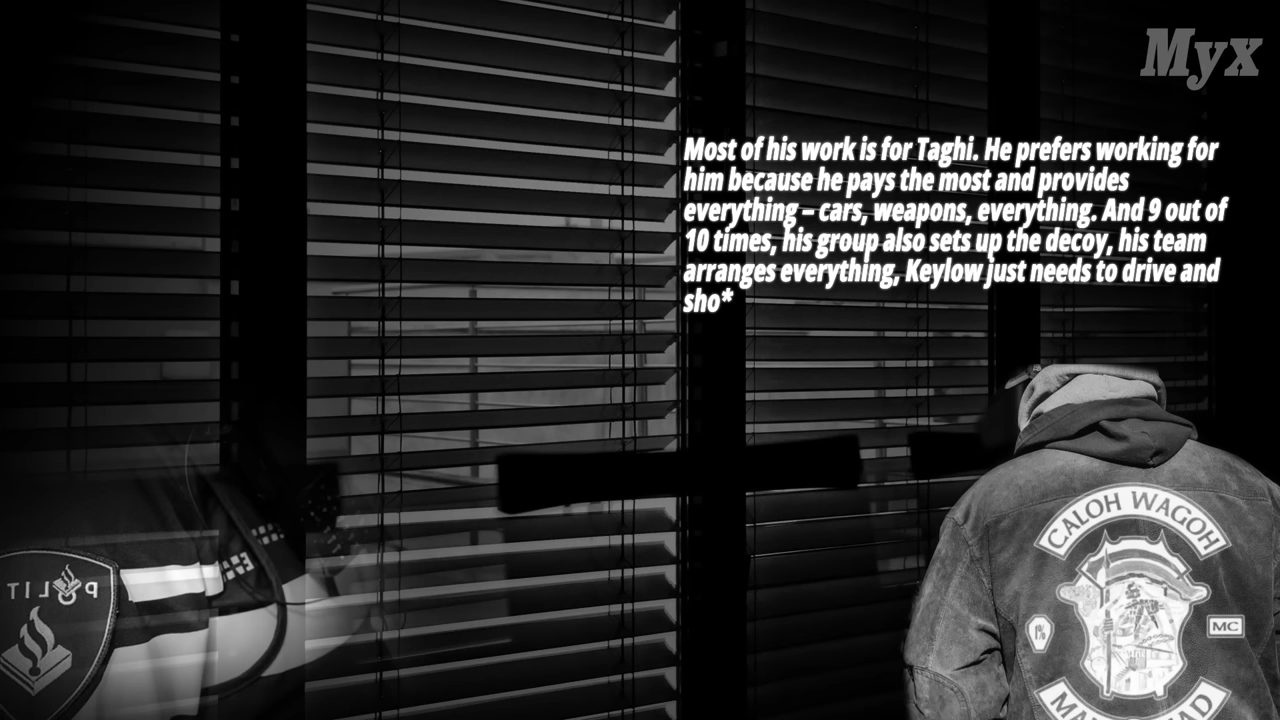 Myx
Most of his work is for Taghi. He prefers working for
him because he pays the most and provides
everything – cars, weapons, everything. And 9 out of
10 times, his group also sets up the decoy, his team
arranges everything, Keylow just needs to drive and
sho*
CALOH WAGOH
1%
MC
POLIT